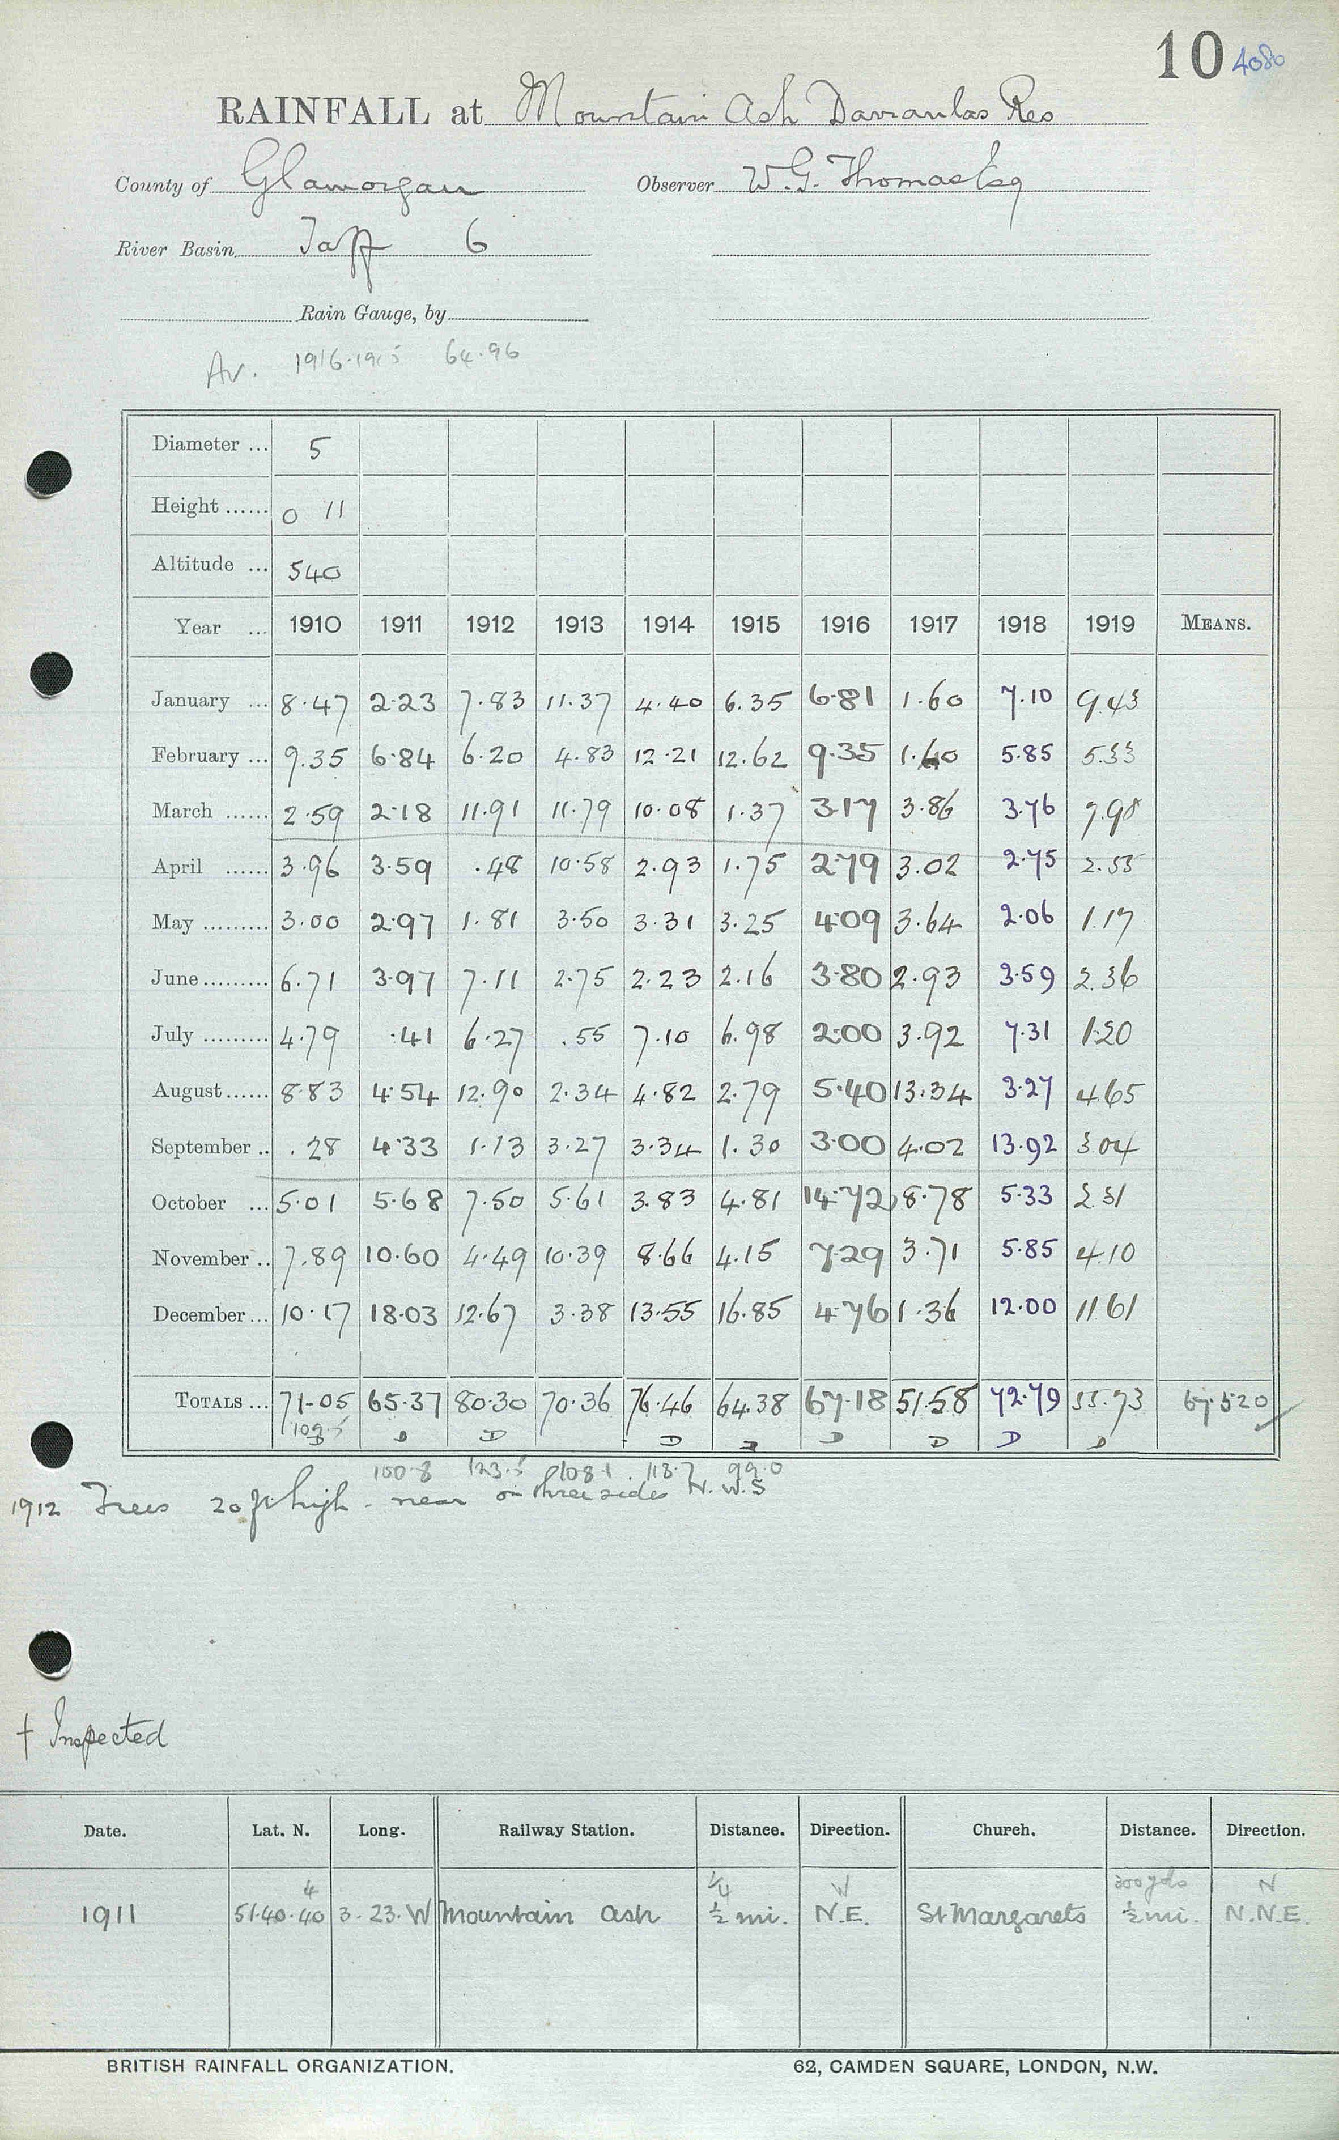 10 4080
RAINFALL at Mountain Ash Darranlas Res
County of Glamorgan Observer W.G. Thomas Esq
River Basin Taff 6
Rain Gauge, by
Av. 1916-1915 64.96
Diameter ... 5
Height ...... 0 11
Altitude ... 540
Year ... 1910 1911 1912 1913 1914 1915 1916 1917 1918 1919 MEANS.
January ... 8.47 2.23 7.83 11.37 4.40 6.35 6.81 1.60 7.10 9.43
February ... 9.35 6.84 6.20 4.83 12.21 12.62 9.35 1.40 5.85 5.33
March ...... 2.59 2.18 11.91 11.79 10.08 1.37 3.17 3.86 3.76 7.98
April ...... 3.96 3.59 .48 10.58 2.93 1.75 2.79 3.02 2.75 2.55
May ......... 3.00 2.97 1.81 3.50 3.31 3.25 4.09 3.64 2.06 1.17
June ......... 6.71 3.97 7.11 2.75 2.23 2.16 3.80 2.93 3.59 2.36
July ......... 4.79 .41 6.27 .55 7.10 6.98 2.00 3.92 7.31 1.20
August ...... 8.83 4.54 12.90 2.34 4.82 2.79 5.40 13.34 3.27 4.65
September .. .28 4.33 1.13 3.27 3.34 1.30 3.00 4.02 13.92 3.04
October ... 5.01 5.68 7.50 5.61 3.83 4.81 14.72 8.78 5.33 2.31
November .. 7.89 10.60 4.49 10.39 8.66 4.15 7.29 3.71 5.85 4.10
December ... 10.17 18.03 12.67 3.38 13.55 16.85 4.76 1.36 12.00 11.61
TOTALS ... 71.05 65.37 80.30 70.36 76.46 64.38 67.18 51.58 72.79 55.73 67.520
109.5 D D D D D D D D
100.8 123.5 108.1 113.7 99.0
1912 Trees 20 ft high - near on three sides N. W. S
† Inspected
Date. Lat. N. Long. Railway Station. Distance. Direction. Church. Distance. Direction.
4 ¼ W 300 yds N
1911 51.40.40 3.23.W Mountain Ash ½ mi. N.E. St Margarets ½ mi. N.N.E.
BRITISH RAINFALL ORGANIZATION. 62, CAMDEN SQUARE, LONDON, N.W.